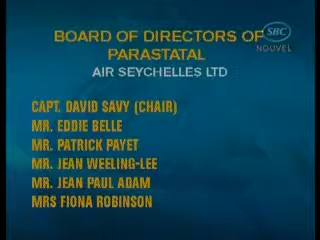 BOARD OF DIRECTORS OF
PARASTATAL
AIR SEYCHELLES LTD
SBC
NOUVEL
CAPT. DAVID SAVY (CHAIR)
MR. EDDIE BELLE
MR. PATRICK PAYET
MR. JEAN WEELING-LEE
MR. JEAN PAUL ADAM
MRS FIONA ROBINSON